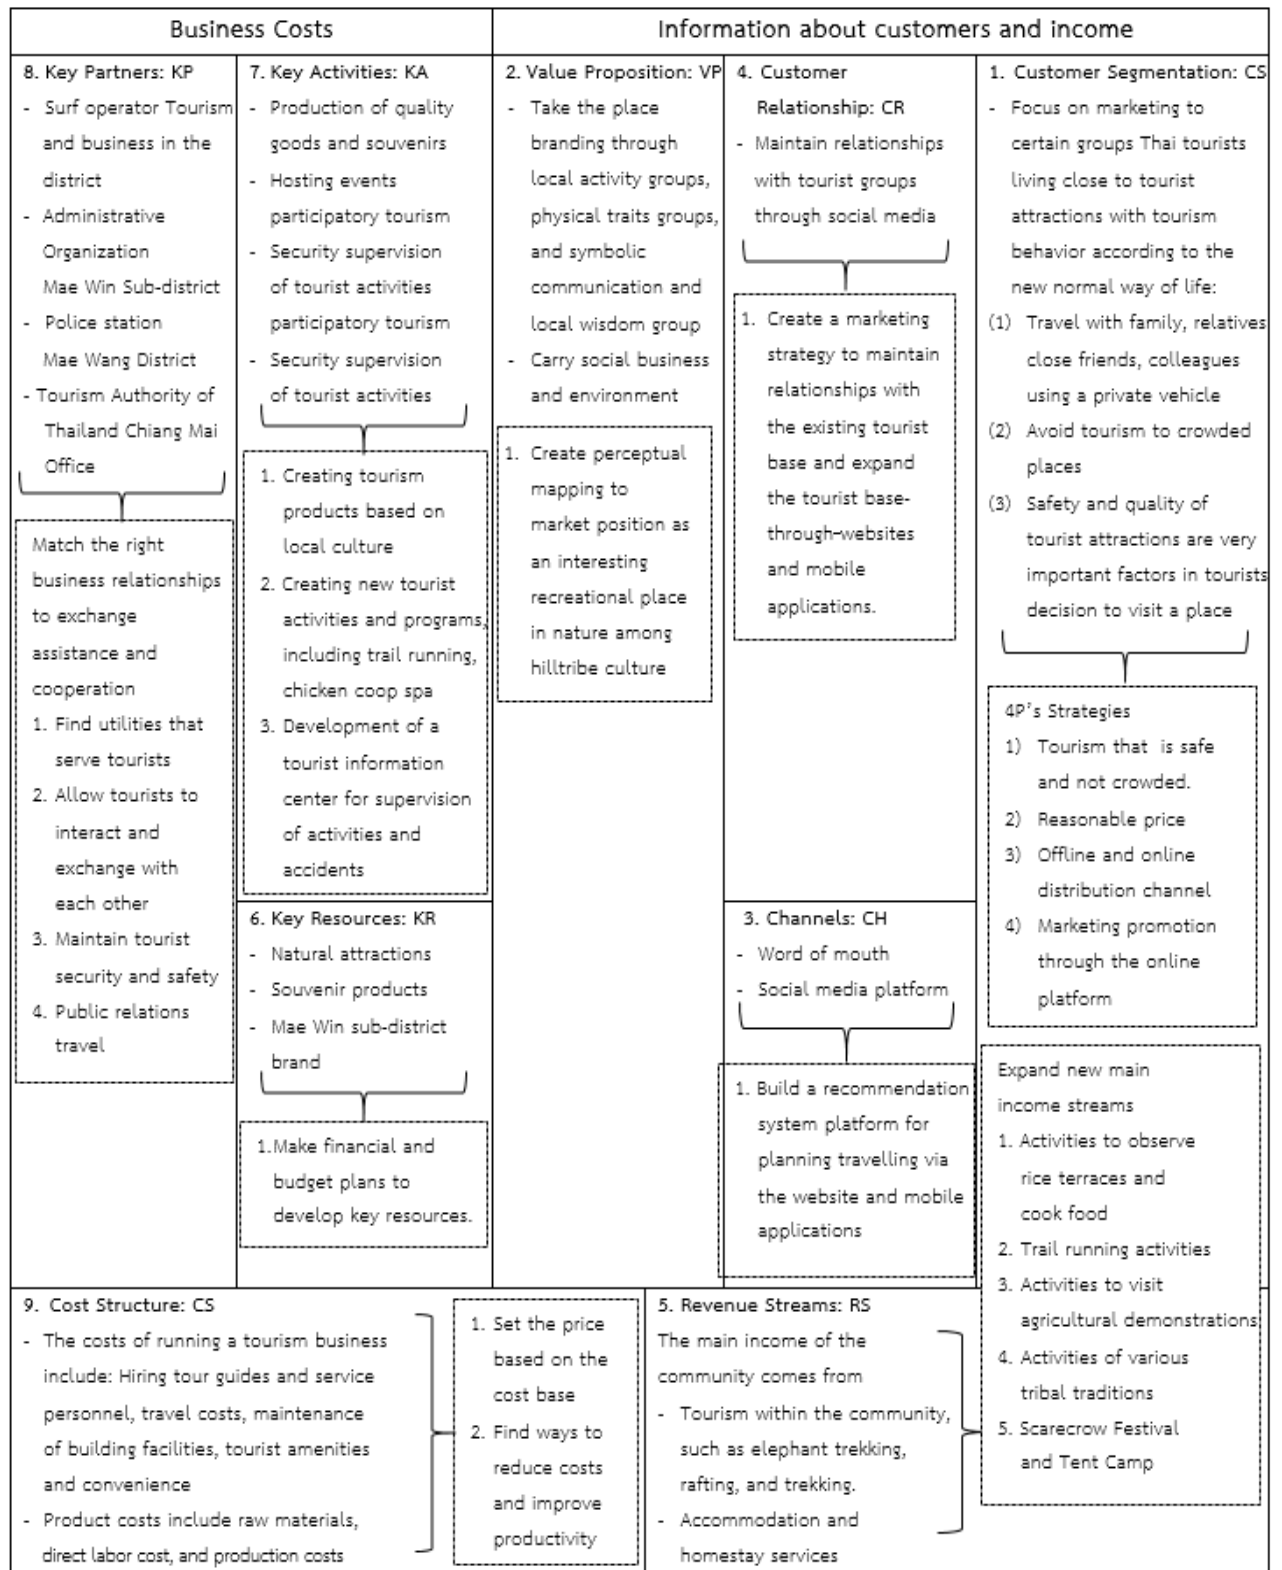 Business Costs
Information about customers and income
8. Key Partners: KP
- Surf operator Tourism
and business in the
district
- Administrative
Organization
Mae Win Sub-district
- Police station
Mae Wang District
- Tourism Authority of
Thailand Chiang Mai
Office
Match the right
business relationships
to exchange
assistance and
cooperation
1. Find utilities that
serve tourists
2. Allow tourists to
interact and
exchange with
each other
3. Maintain tourist
security and safety
4. Public relations
travel
7. Key Activities: KA
- Production of quality
goods and souvenirs
- Hosting events
participatory tourism
- Security supervision
of tourist activities
participatory tourism
- Security supervision
of tourist activities
1. Creating tourism
products based on
local culture
2. Creating new tourist
activities and programs,
including trail running,
chicken coop spa
3. Development of a
tourist information
center for supervision
of activities and
accidents
6. Key Resources: KR
- Natural attractions
- Souvenir products
- Mae Win sub-district
brand
1.Make financial and
budget plans to
develop key resources.
2. Value Proposition: VP
- Take the place
branding through
local activity groups,
physical traits groups,
and symbolic
communication and
local wisdom group
- Carry social business
and environment
1. Create perceptual
mapping to
market position as
an interesting
recreational place
in nature among
hilltribe culture
4. Customer
Relationship: CR
- Maintain relationships
with tourist groups
through social media
1. Create a marketing
strategy to maintain
relationships with
the existing tourist
base and expand
the tourist base-
through-websites
and mobile
applications.
3. Channels: CH
- Word of mouth
- Social media platform
1. Build a recommendation
system platform for
planning travelling via
the website and mobile
applications
1. Customer Segmentation: CS
- Focus on marketing to
certain groups Thai tourists
living close to tourist
attractions with tourism
behavior according to the
new normal way of life:
(1) Travel with family, relatives
close friends, colleagues
using a private vehicle
(2) Avoid tourism to crowded
places
(3) Safety and quality of
tourist attractions are very
important factors in tourists
decision to visit a place
4P's Strategies
1) Tourism that is safe
and not crowded.
2) Reasonable price
3) Offline and online
distribution channel
4) Marketing promotion
through the online
platform
Expand new main
income streams
1. Activities to observe
rice terraces and
cook food
2. Trail running activities
3. Activities to visit
agricultural demonstrations
4. Activities of various
tribal traditions
5. Scarecrow Festival
and Tent Camp
9. Cost Structure: CS
- The costs of running a tourism business
include: Hiring tour guides and service
personnel, travel costs, maintenance
of building facilities, tourist amenities
and convenience
- Product costs include raw materials,
direct labor cost, and production costs
1. Set the price
based on the
cost base
2. Find ways to
reduce costs
and improve
productivity
5. Revenue Streams: RS
The main income of the
community comes from
- Tourism within the community,
such as elephant trekking,
rafting, and trekking.
- Accommodation and
homestay services